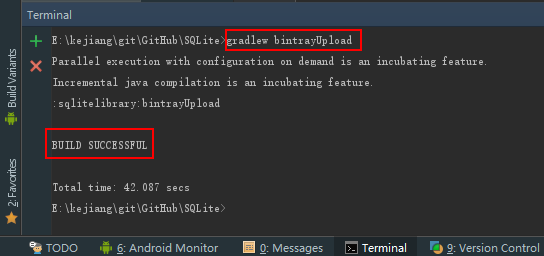 Terminal
E:\kejiang\git\GitHub\SQLite>gradlew bintrayUpload
Parallel execution with configuration on demand is an incubating feature.
Incremental java compilation is an incubating feature.
:sqlitelibrary:bintrayUpload
BUILD SUCCESSFUL
Total time: 42.087 secs
E:\kejiang\git\GitHub\SQLite>
Build Variants
2: Favorites
TODO
6: Android Monitor
0: Messages
Terminal
9: Version Control